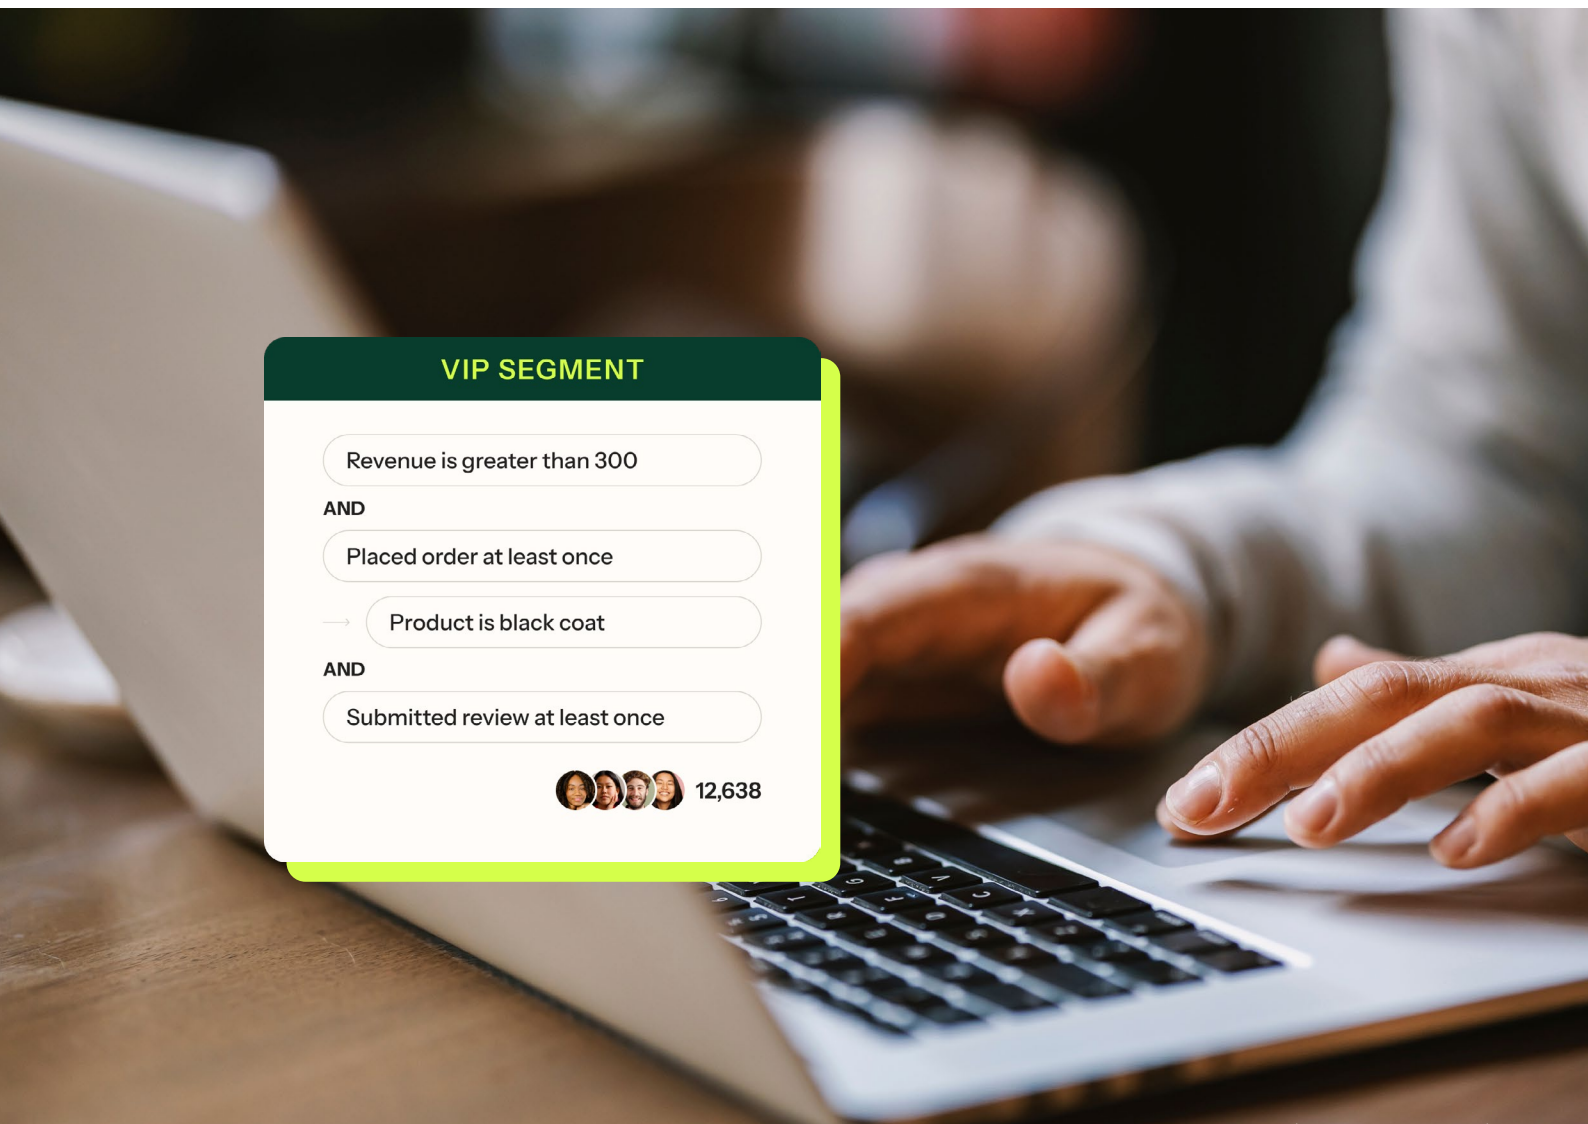 VIP SEGMENT
Revenue is greater than 300
AND
Placed order at least once
Product is black coat
AND
Submitted review at least once
12,638